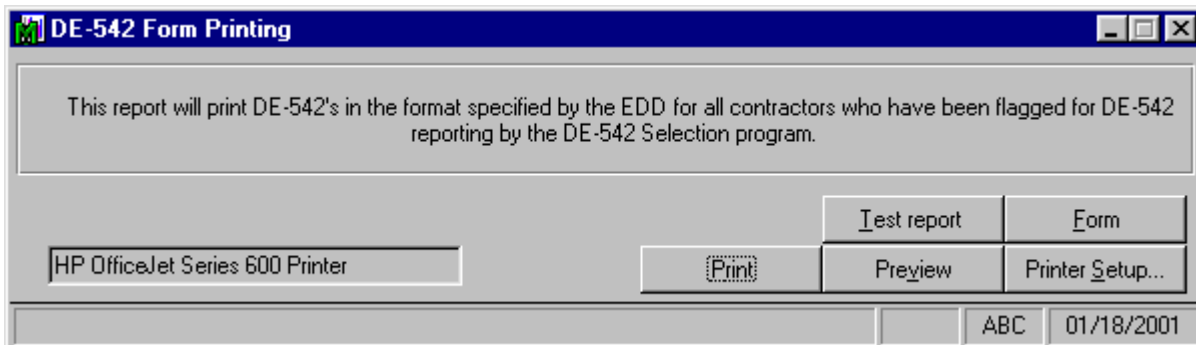 DE-542 Form Printing
This report will print DE-542's in the format specified by the EDD for all contractors who have been flagged for DE-542
reporting by the DE-542 Selection program.
Test report
Form
HP OfficeJet Series 600 Printer
Print
Preview
Printer Setup...
ABC
01/18/2001